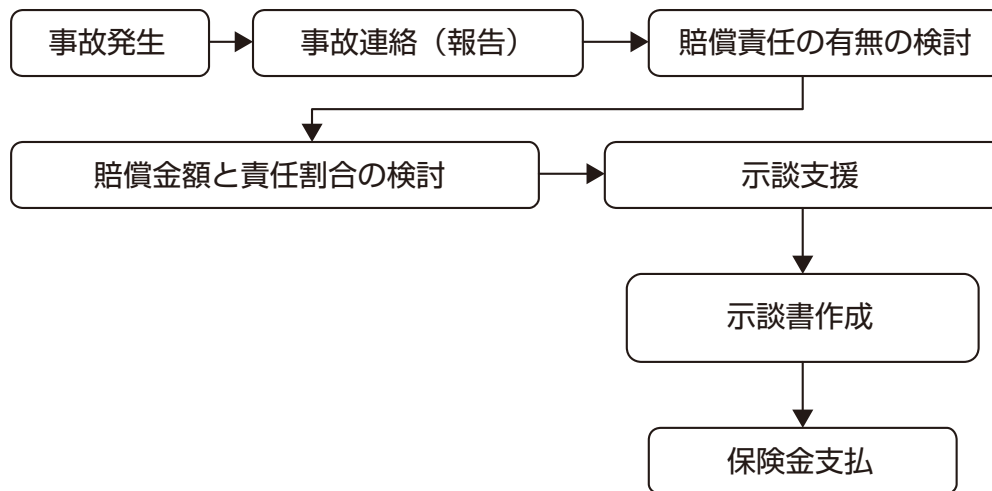 事故発生
事故連絡（報告）
賠償責任の有無の検討
賠償金額と責任割合の検討
示談支援
示談書作成
保険金支払